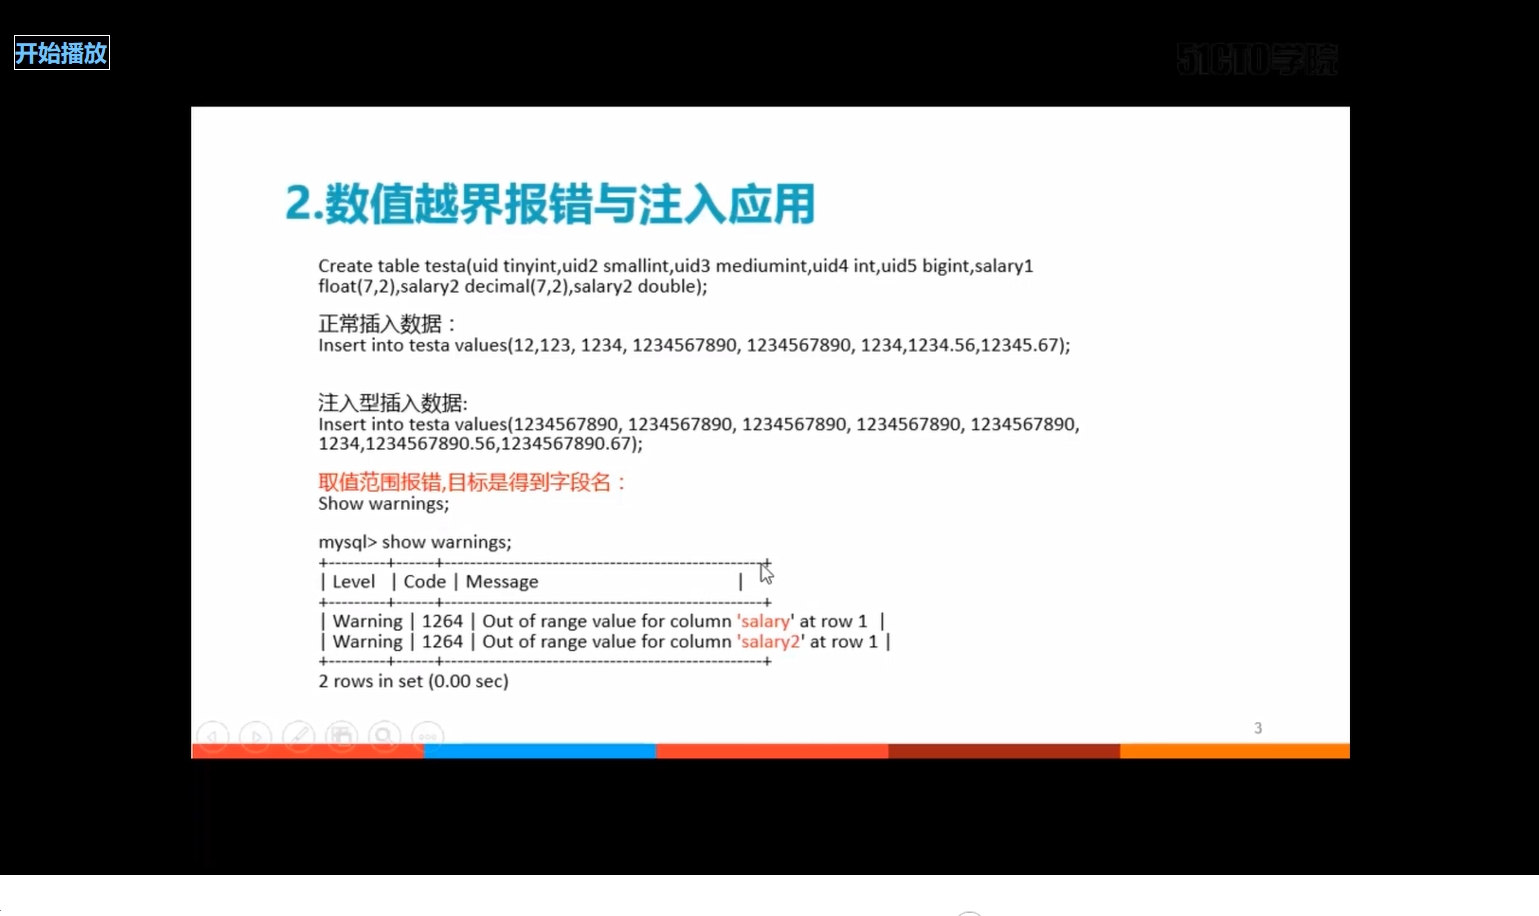 开始播放
51CTO学院
2.数值越界报错与注入应用
Create table testa(uid tinyint,uid2 smallint,uid3 mediumint,uid4 int,uid5 bigint,salary1
float(7,2),salary2 decimal(7,2),salary2 double);
正常插入数据：
Insert into testa values(12,123, 1234, 1234567890, 1234567890, 1234,1234.56,12345.67);
注入型插入数据:
Insert into testa values(1234567890, 1234567890, 1234567890, 1234567890, 1234567890,
1234,1234567890.56,1234567890.67);
取值范围报错,目标是得到字段名：
Show warnings;
mysql> show warnings;
+---------+------+-----------------------------------------------+
| Level | Code | Message |
+---------+------+-----------------------------------------------+
| Warning | 1264 | Out of range value for column 'salary' at row 1 |
| Warning | 1264 | Out of range value for column 'salary2' at row 1 |
+---------+------+-----------------------------------------------+
2 rows in set (0.00 sec)
3